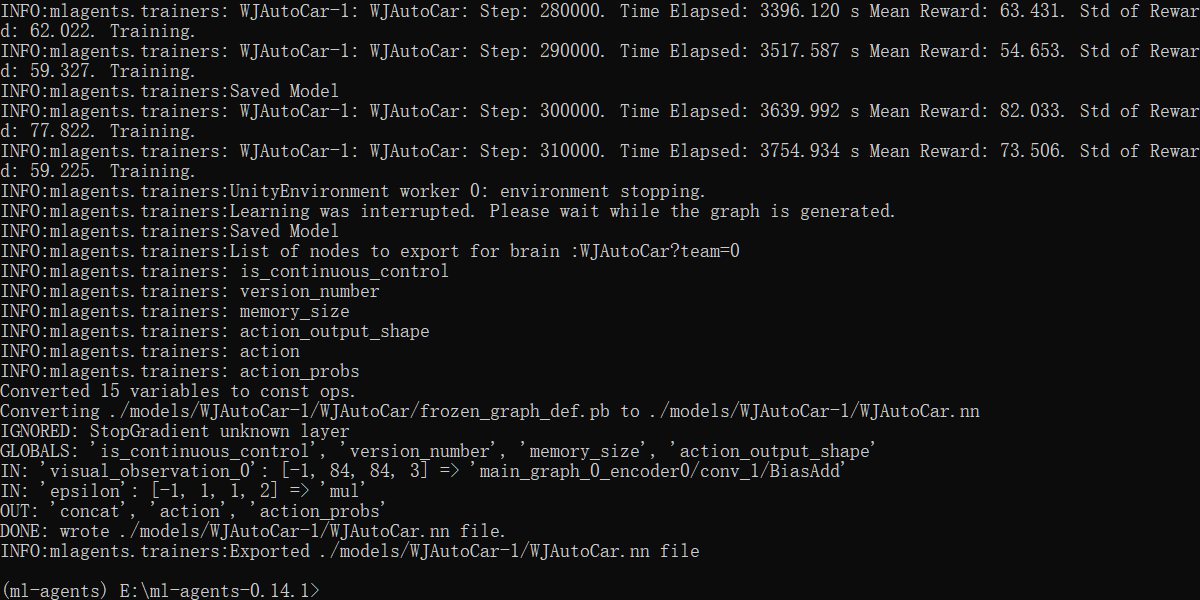 INFO:mlagents.trainers: WJAutoCar-1: WJAutoCar: Step: 280000. Time Elapsed: 3396.120 s Mean Reward: 63.431. Std of Rewar
d: 62.022. Training.
INFO:mlagents.trainers: WJAutoCar-1: WJAutoCar: Step: 290000. Time Elapsed: 3517.587 s Mean Reward: 54.653. Std of Rewar
d: 59.327. Training.
INFO:mlagents.trainers:Saved Model
INFO:mlagents.trainers: WJAutoCar-1: WJAutoCar: Step: 300000. Time Elapsed: 3639.992 s Mean Reward: 82.033. Std of Rewar
d: 77.822. Training.
INFO:mlagents.trainers: WJAutoCar-1: WJAutoCar: Step: 310000. Time Elapsed: 3754.934 s Mean Reward: 73.506. Std of Rewar
d: 59.225. Training.
INFO:mlagents.trainers:UnityEnvironment worker 0: environment stopping.
INFO:mlagents.trainers:Learning was interrupted. Please wait while the graph is generated.
INFO:mlagents.trainers:Saved Model
INFO:mlagents.trainers:List of nodes to export for brain :WJAutoCar?team=0
INFO:mlagents.trainers: is_continuous_control
INFO:mlagents.trainers: version_number
INFO:mlagents.trainers: memory_size
INFO:mlagents.trainers: action_output_shape
INFO:mlagents.trainers: action
INFO:mlagents.trainers: action_probs
Converted 15 variables to const ops.
Converting ./models/WJAutoCar-1/WJAutoCar/frozen_graph_def.pb to ./models/WJAutoCar-1/WJAutoCar.nn
IGNORED: StopGradient unknown layer
GLOBALS: 'is_continuous_control', 'version_number', 'memory_size', 'action_output_shape'
IN: 'visual_observation_0': [-1, 84, 84, 3] => 'main_graph_0_encoder0/conv_1/BiasAdd'
IN: 'epsilon': [-1, 1, 1, 2] => 'mul'
OUT: 'concat', 'action', 'action_probs'
DONE: wrote ./models/WJAutoCar-1/WJAutoCar.nn file.
INFO:mlagents.trainers:Exported ./models/WJAutoCar-1/WJAutoCar.nn file
(ml-agents) E:\ml-agents-0.14.1>